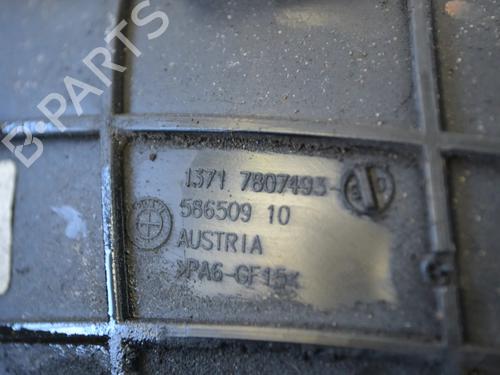 B PARTS
1371 7807493-
586509 10
AUSTRIA
>PA6-GF15<